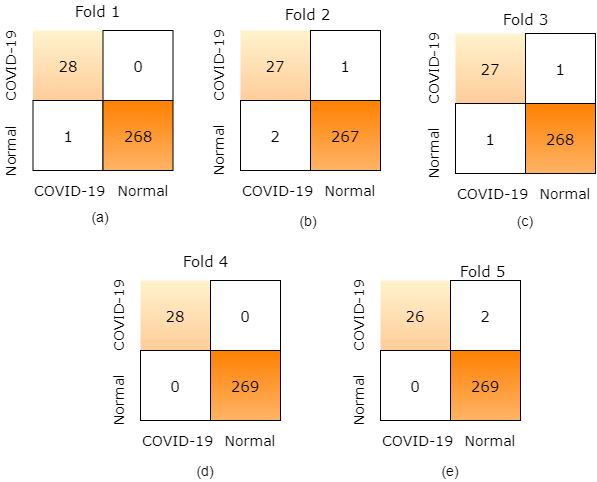 Fold 1
COVID-19
28
0
Normal
1
268
COVID-19 Normal
(a)
Fold 2
COVID-19
27
1
Normal
2
267
COVID-19 Normal
(b)
Fold 3
COVID-19
27
1
Normal
1
268
COVID-19 Normal
(c)
Fold 4
COVID-19
28
0
Normal
0
269
COVID-19 Normal
(d)
Fold 5
COVID-19
26
2
Normal
0
269
COVID-19 Normal
(e)